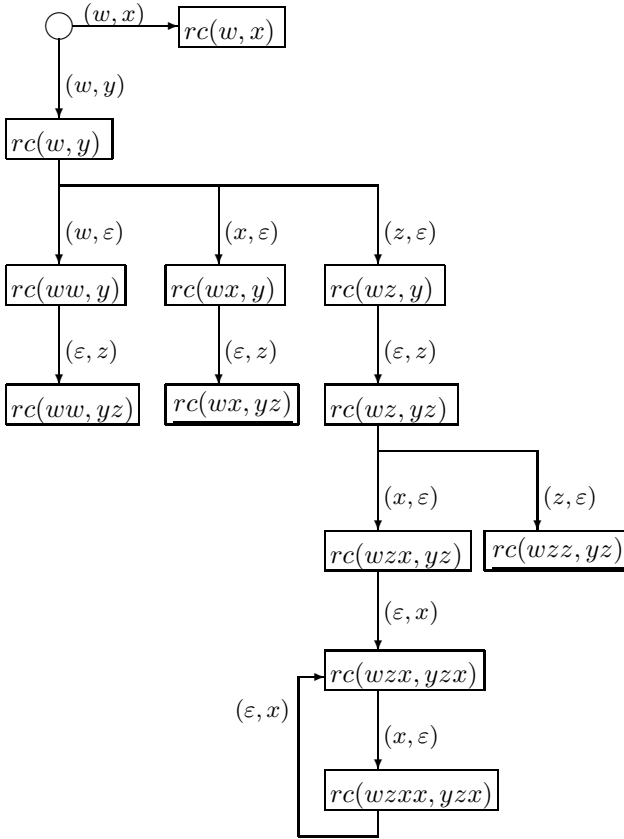 (w, x)
rc(w, x)
(w, y)
rc(w, y)
(w, ε) (x, ε) (z, ε)
rc(ww, y) rc(wx, y) rc(wz, y)
(ε, z) (ε, z) (ε, z)
rc(ww, yz) rc(wx, yz) rc(wz, yz)
(x, ε) (z, ε)
rc(wzx, yz) rc(wzz, yz)
(ε, x)
rc(wzx, yzx)
(ε, x)
(x, ε)
rc(wzxx, yzx)